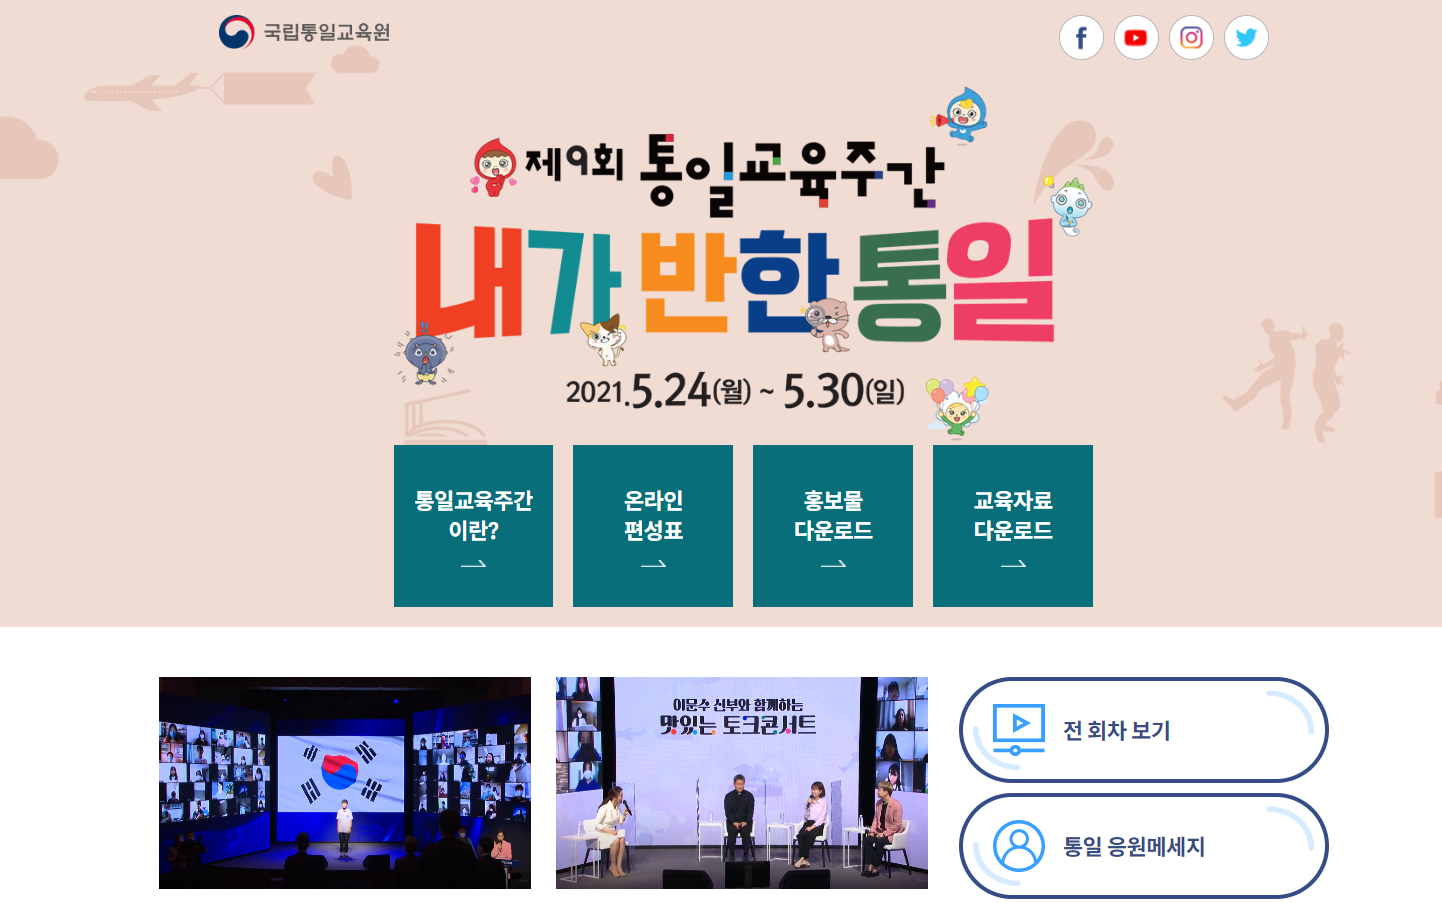 국립통일교육원
제9회 통일교육주간
내가 반한 통일
2021.5.24(월) ~ 5.30(일)
통일교육주간
이란?
온라인
편성표
홍보물
다운로드
교육자료
다운로드
이문수 신부와 함께하는
맛있는 토크콘서트
전 회차 보기
통일 응원메세지